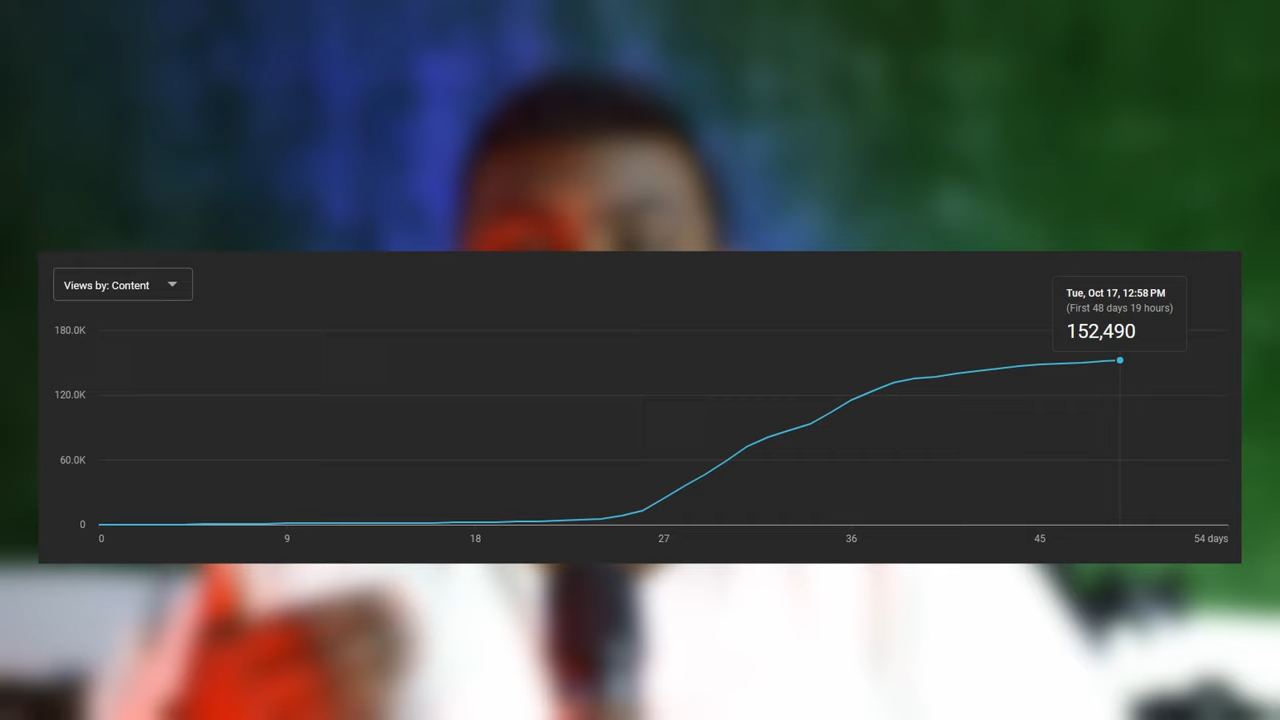 Views by: Content
Tue, Oct 17, 12:58 PM
(First 48 days 19 hours)
152,490
180.0K
120.0K
60.0K
0
0 9 18 27 36 45 54 days